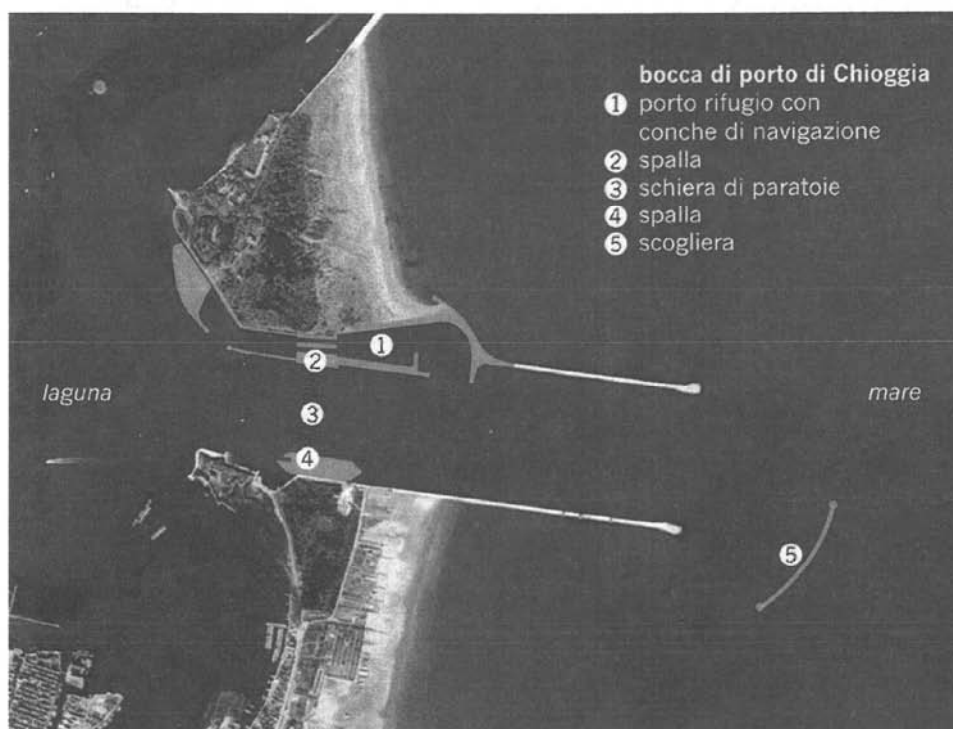 bocca di porto di Chioggia
1 porto rifugio con
conche di navigazione
2 spalla
3 schiera di paratoie
4 spalla
5 scogliera
1
2
laguna
3
mare
4
5